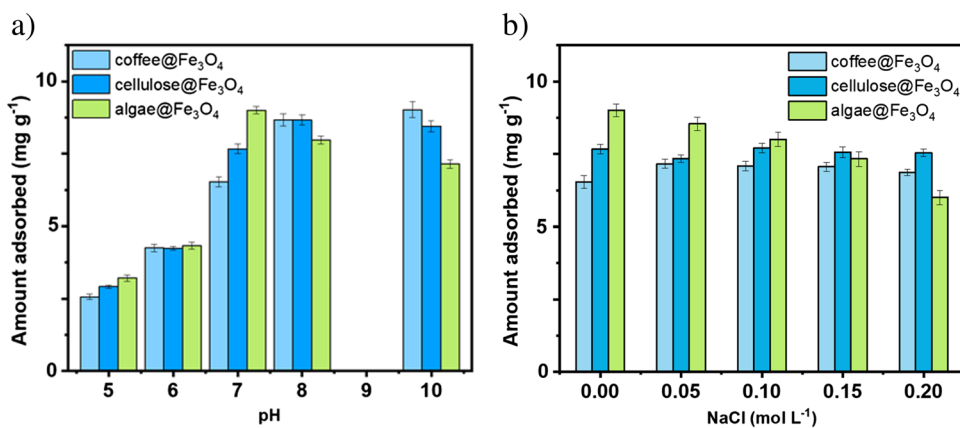 a)
coffee@Fe₃O₄
cellulose@Fe₃O₄
algae@Fe₃O₄
Amount adsorbed (mg g⁻¹)
10
5
0
5 6 7 8 9 10
pH
b)
coffee@Fe₃O₄
cellulose@Fe₃O₄
algae@Fe₃O₄
Amount adsorbed (mg g⁻¹)
10
5
0
0.00 0.05 0.10 0.15 0.20
NaCl (mol L⁻¹)